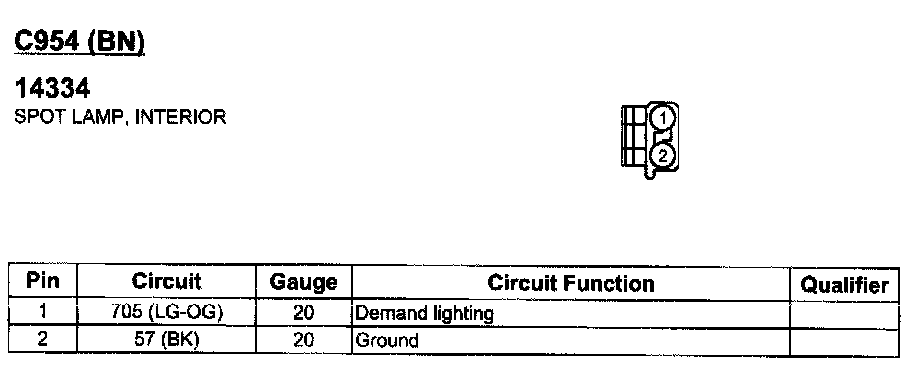 C954 (BN)
14334
SPOT LAMP, INTERIOR
1
2
Pin Circuit Gauge Circuit Function Qualifier
1 705 (LG-OG) 20 Demand lighting
2 57 (BK) 20 Ground